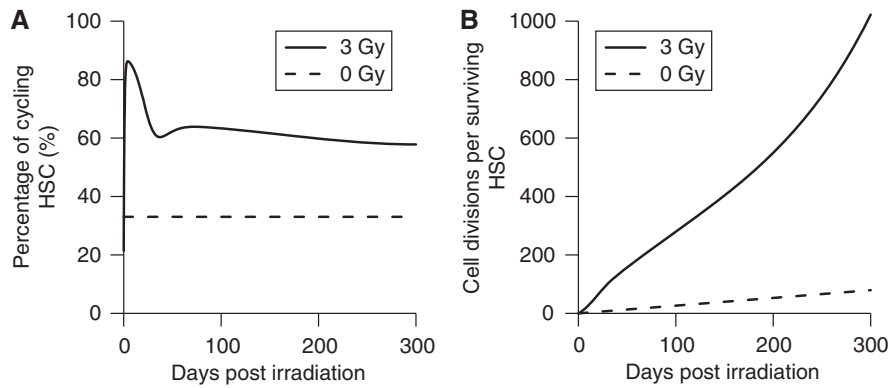 A
Percentage of cycling
HSC (%)
100
80
60
40
20
0
3 Gy
0 Gy
0
100
200
300
Days post irradiation
B
Cell divisions per surviving
HSC
1000
800
600
400
200
0
3 Gy
0 Gy
0
100
200
300
Days post irradiation